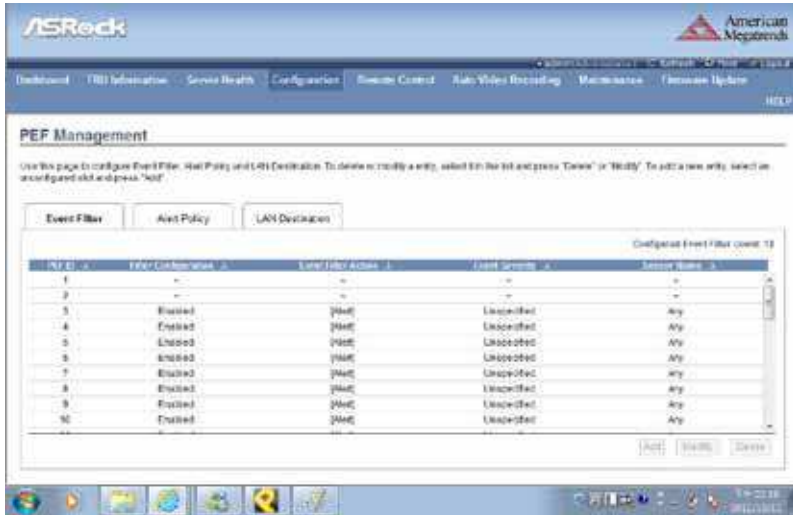 ASRock
American
Megatrends
Refresh Print Logout
Dashboard FRU Information Server Health Configuration Remote Control Auto Video Recording Maintenance Firmware Update
HELP
PEF Management
Use this page to configure Event Filter, Alert Policy and LAN Destination. To delete or modify a entry, select it in the list and press "Delete" or "Modify". To add a new entry, select an
unconfigured slot and press "Add".
Event Filter Alert Policy LAN Destination
Configured Event Filter count:
PEF ID Filter Configuration Event Filter Action Event Severity Sensor Name
1 ~ ~ ~ ~
2 ~ ~ ~ ~
3 Enabled [Alert] Unspecified Any
4 Enabled [Alert] Unspecified Any
5 Enabled [Alert] Unspecified Any
6 Enabled [Alert] Unspecified Any
7 Enabled [Alert] Unspecified Any
8 Enabled [Alert] Unspecified Any
9 Enabled [Alert] Unspecified Any
10 Enabled [Alert] Unspecified Any
Add Modify Delete